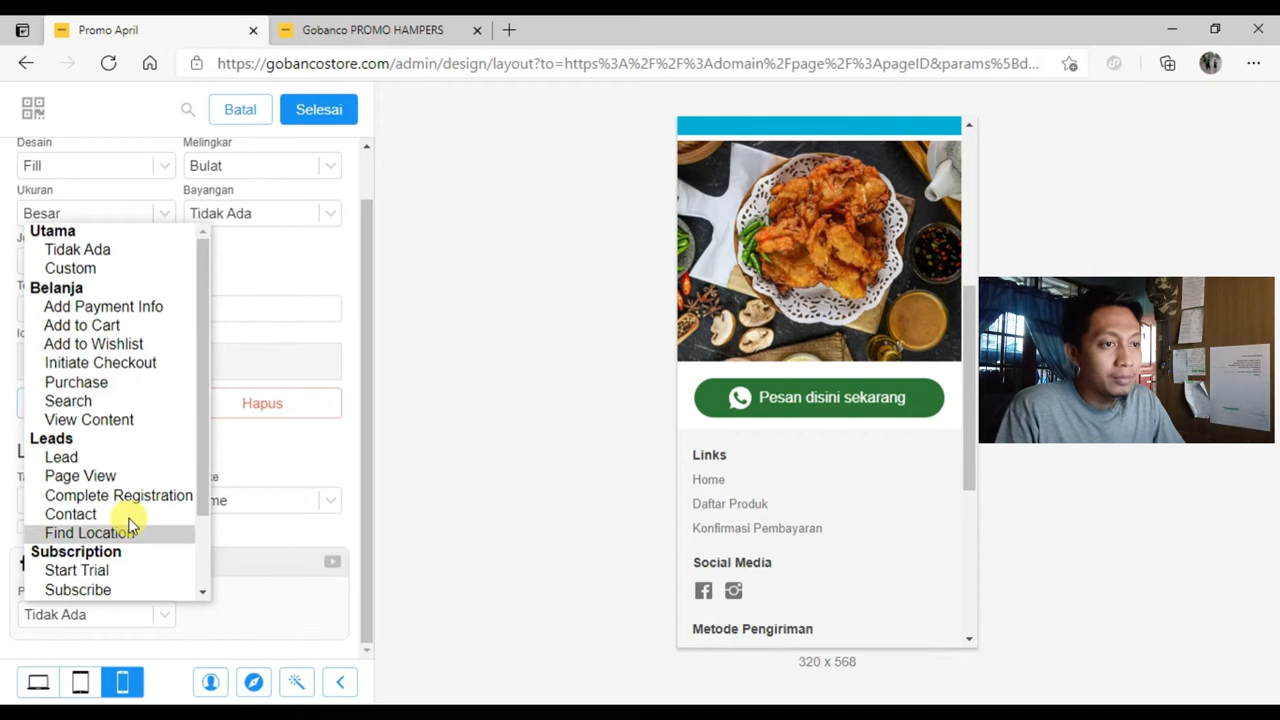 Promo April
Gobanco PROMO HAMPERS
https://gobancostore.com/admin/design/layout?to=https%3A%2F%2F%3Adomain%2Fpage%2F%3ApageID&params%5Bd...
Batal
Selesai
Desain
Melingkar
Fill
Bulat
Ukuran
Bayangan
Besar
Tidak Ada
Utama
Tidak Ada
Custom
Belanja
Add Payment Info
Add to Cart
Add to Wishlist
Initiate Checkout
Purchase
Search
View Content
Leads
Lead
Page View
Complete Registration
Contact
Find Location
Subscription
Start Trial
Subscribe
Hapus
Tidak Ada
Pesan disini sekarang
Links
Home
Daftar Produk
Konfirmasi Pembayaran
Social Media
Metode Pengiriman
320 x 568